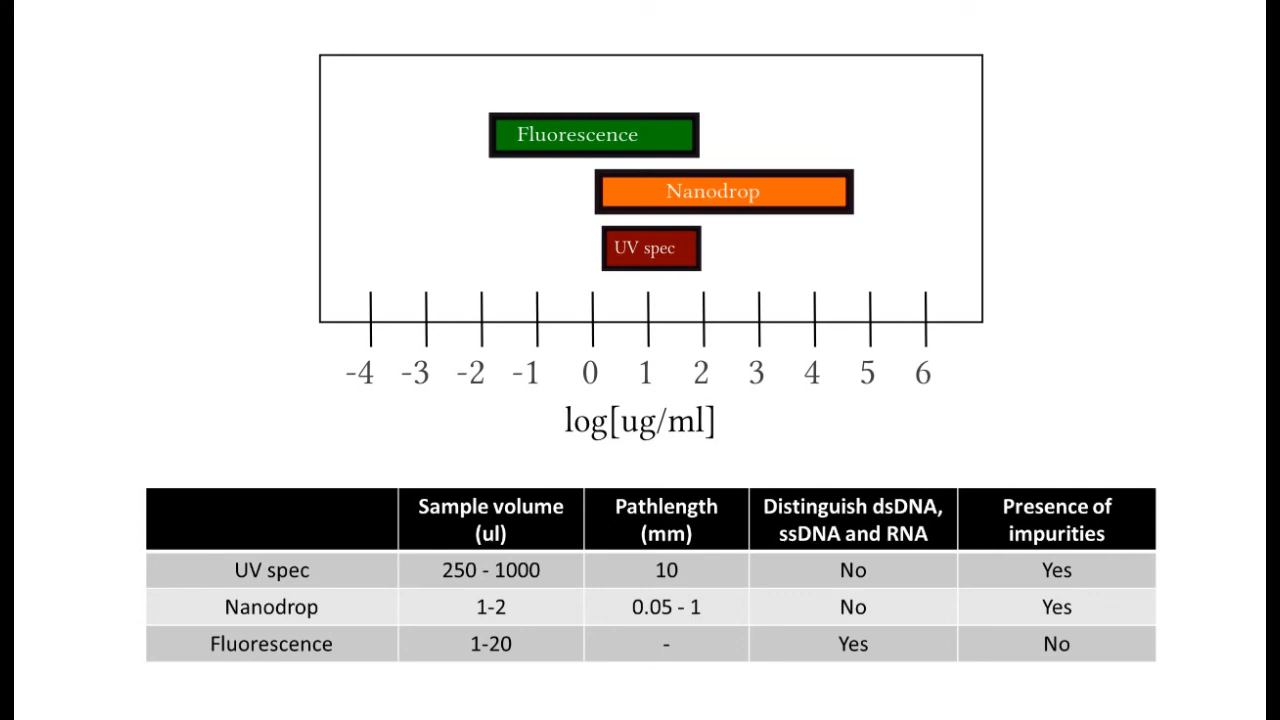 Fluorescence
Nanodrop
UV spec
-4 -3 -2 -1 0 1 2 3 4 5 6
log[ug/ml]
Sample volume (ul) Pathlength (mm) Distinguish dsDNA, ssDNA and RNA Presence of impurities
UV spec 250 - 1000 10 No Yes
Nanodrop 1-2 0.05 - 1 No Yes
Fluorescence 1-20 - Yes No